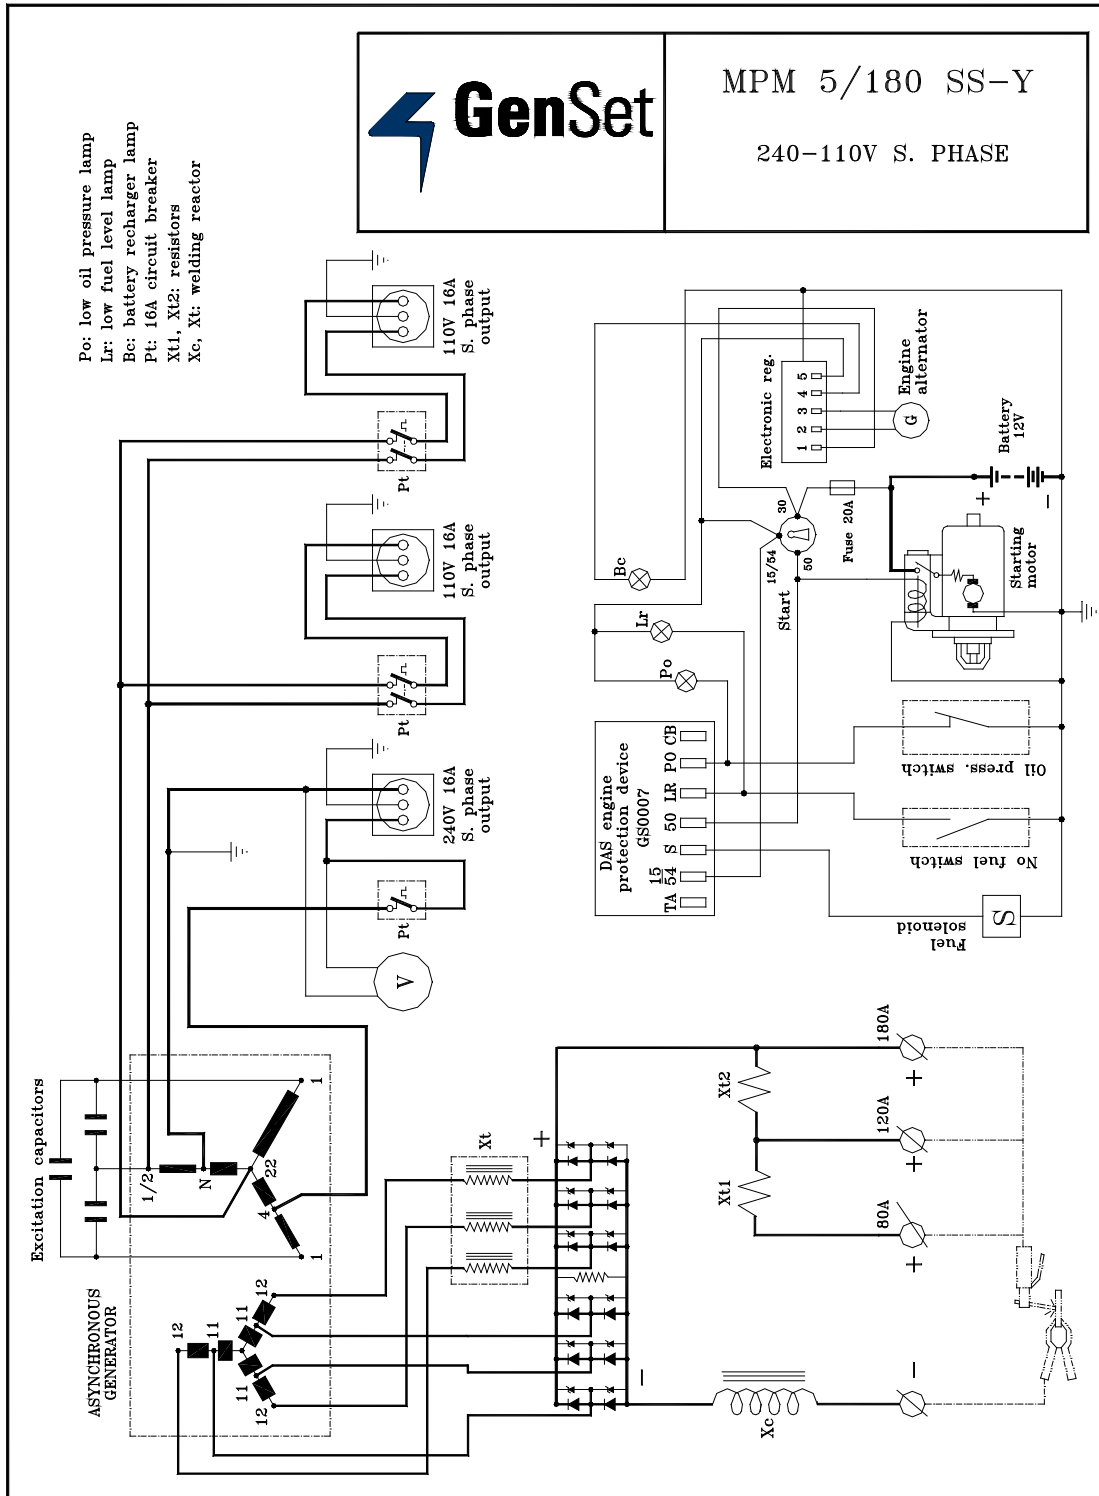 GenSet
MPM 5/180 SS-Y
240-110V S. PHASE
Po: low oil pressure lamp
Lr: low fuel level lamp
Bc: battery recharger lamp
Pt: 16A circuit breaker
Xt1, Xt2: resistors
Xc, Xt: welding reactor
110V 16A
S. phase
output
Pt
110V 16A
S. phase
output
Pt
240V 16A
S. phase
output
Pt
V
Electronic reg.
1 2 3 4 5
Engine
alternator
G
Battery
12V
+
-
Fuse 20A
30
15/54
50
Start
Starting
motor
Bc
Lr
Po
DAS engine
protection device
GS0007
TA
15
54
S
50
LR
PO
CB
Oil press. switch
No fuel switch
Fuel
solenoid
S
Excitation capacitors
ASYNCHRONOUS
GENERATOR
1/2
N
22
4
1
1
12
11
11
12
11
12
Xt
+
-
Xt2
Xt1
180A
+
120A
+
80A
+
Xc
-